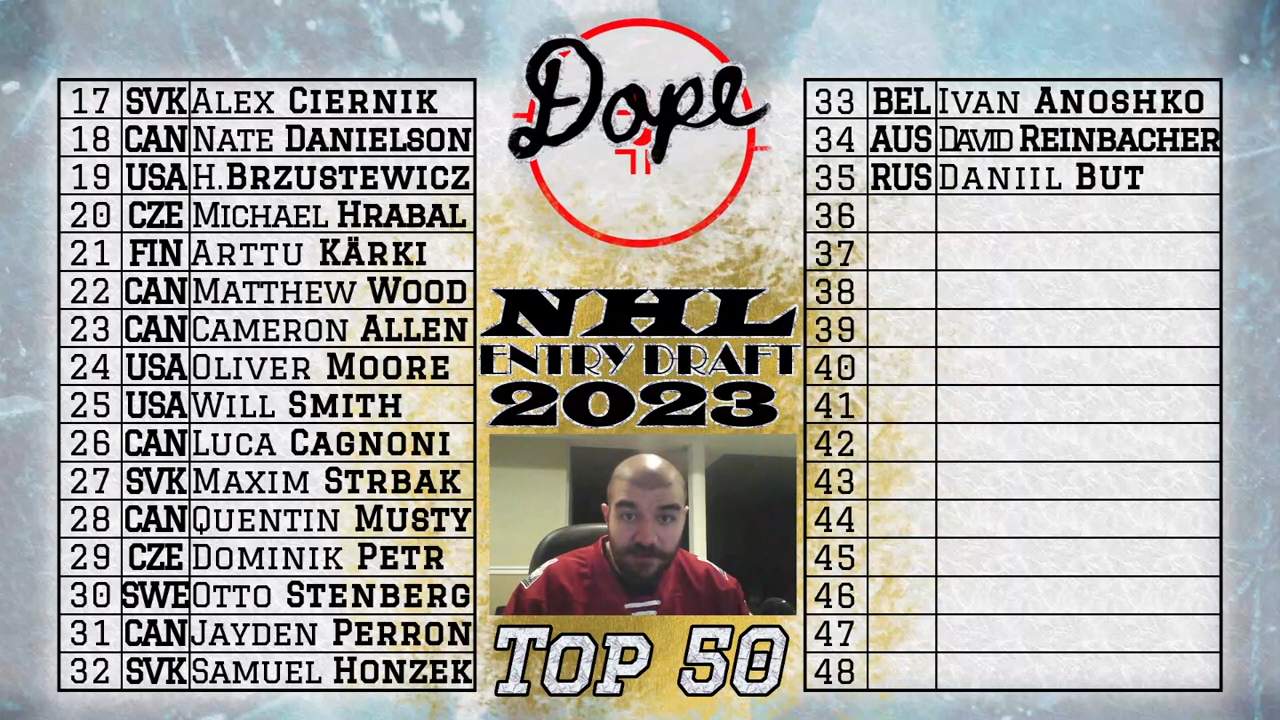 Dope
17 SVK ALEX CIERNIK
18 CAN NATE DANIELSON
19 USA H.BRZUSTEWICZ
20 CZE MICHAEL HRABAL
21 FIN ARTTU KÄRKI
22 CAN MATTHEW WOOD
23 CAN CAMERON ALLEN
24 USA OLIVER MOORE
25 USA WILL SMITH
26 CAN LUCA CAGNONI
27 SVK MAXIM STRBAK
28 CAN QUENTIN MUSTY
29 CZE DOMINIK PETR
30 SWE OTTO STENBERG
31 CAN JAYDEN PERRON
32 SVK SAMUEL HONZEK
NHL
ENTRY DRAFT
2023
TOP 50
33 BEL IVAN ANOSHKO
34 AUS DAVID REINBACHER
35 RUS DANIIL BUT
36
37
38
39
40
41
42
43
44
45
46
47
48